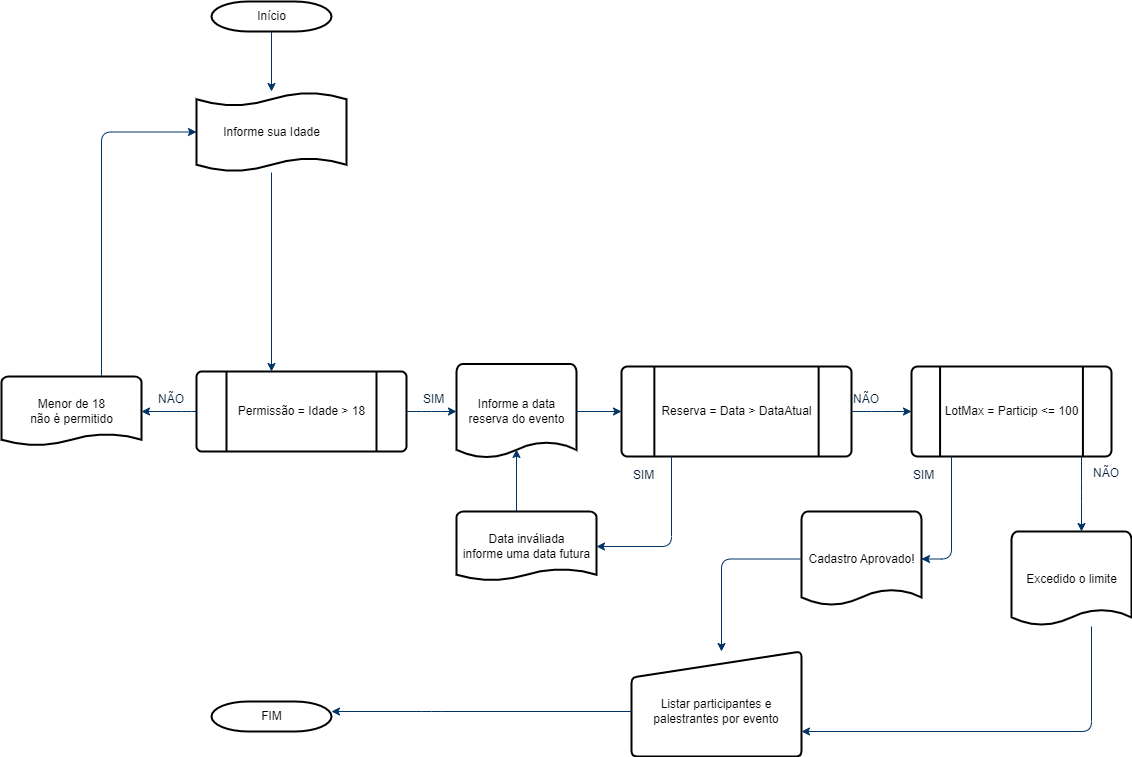 Início
Informe sua Idade
Menor de 18
não é permitido
NÃO
Permissão = Idade > 18
SIM
Informe a data
reserva do evento
Reserva = Data > DataAtual
NÃO
LotMax = Particip <= 100
SIM
SIM
NÃO
Data inváliada
informe uma data futura
Cadastro Aprovado!
Excedido o limite
Listar participantes e
palestrantes por evento
FIM